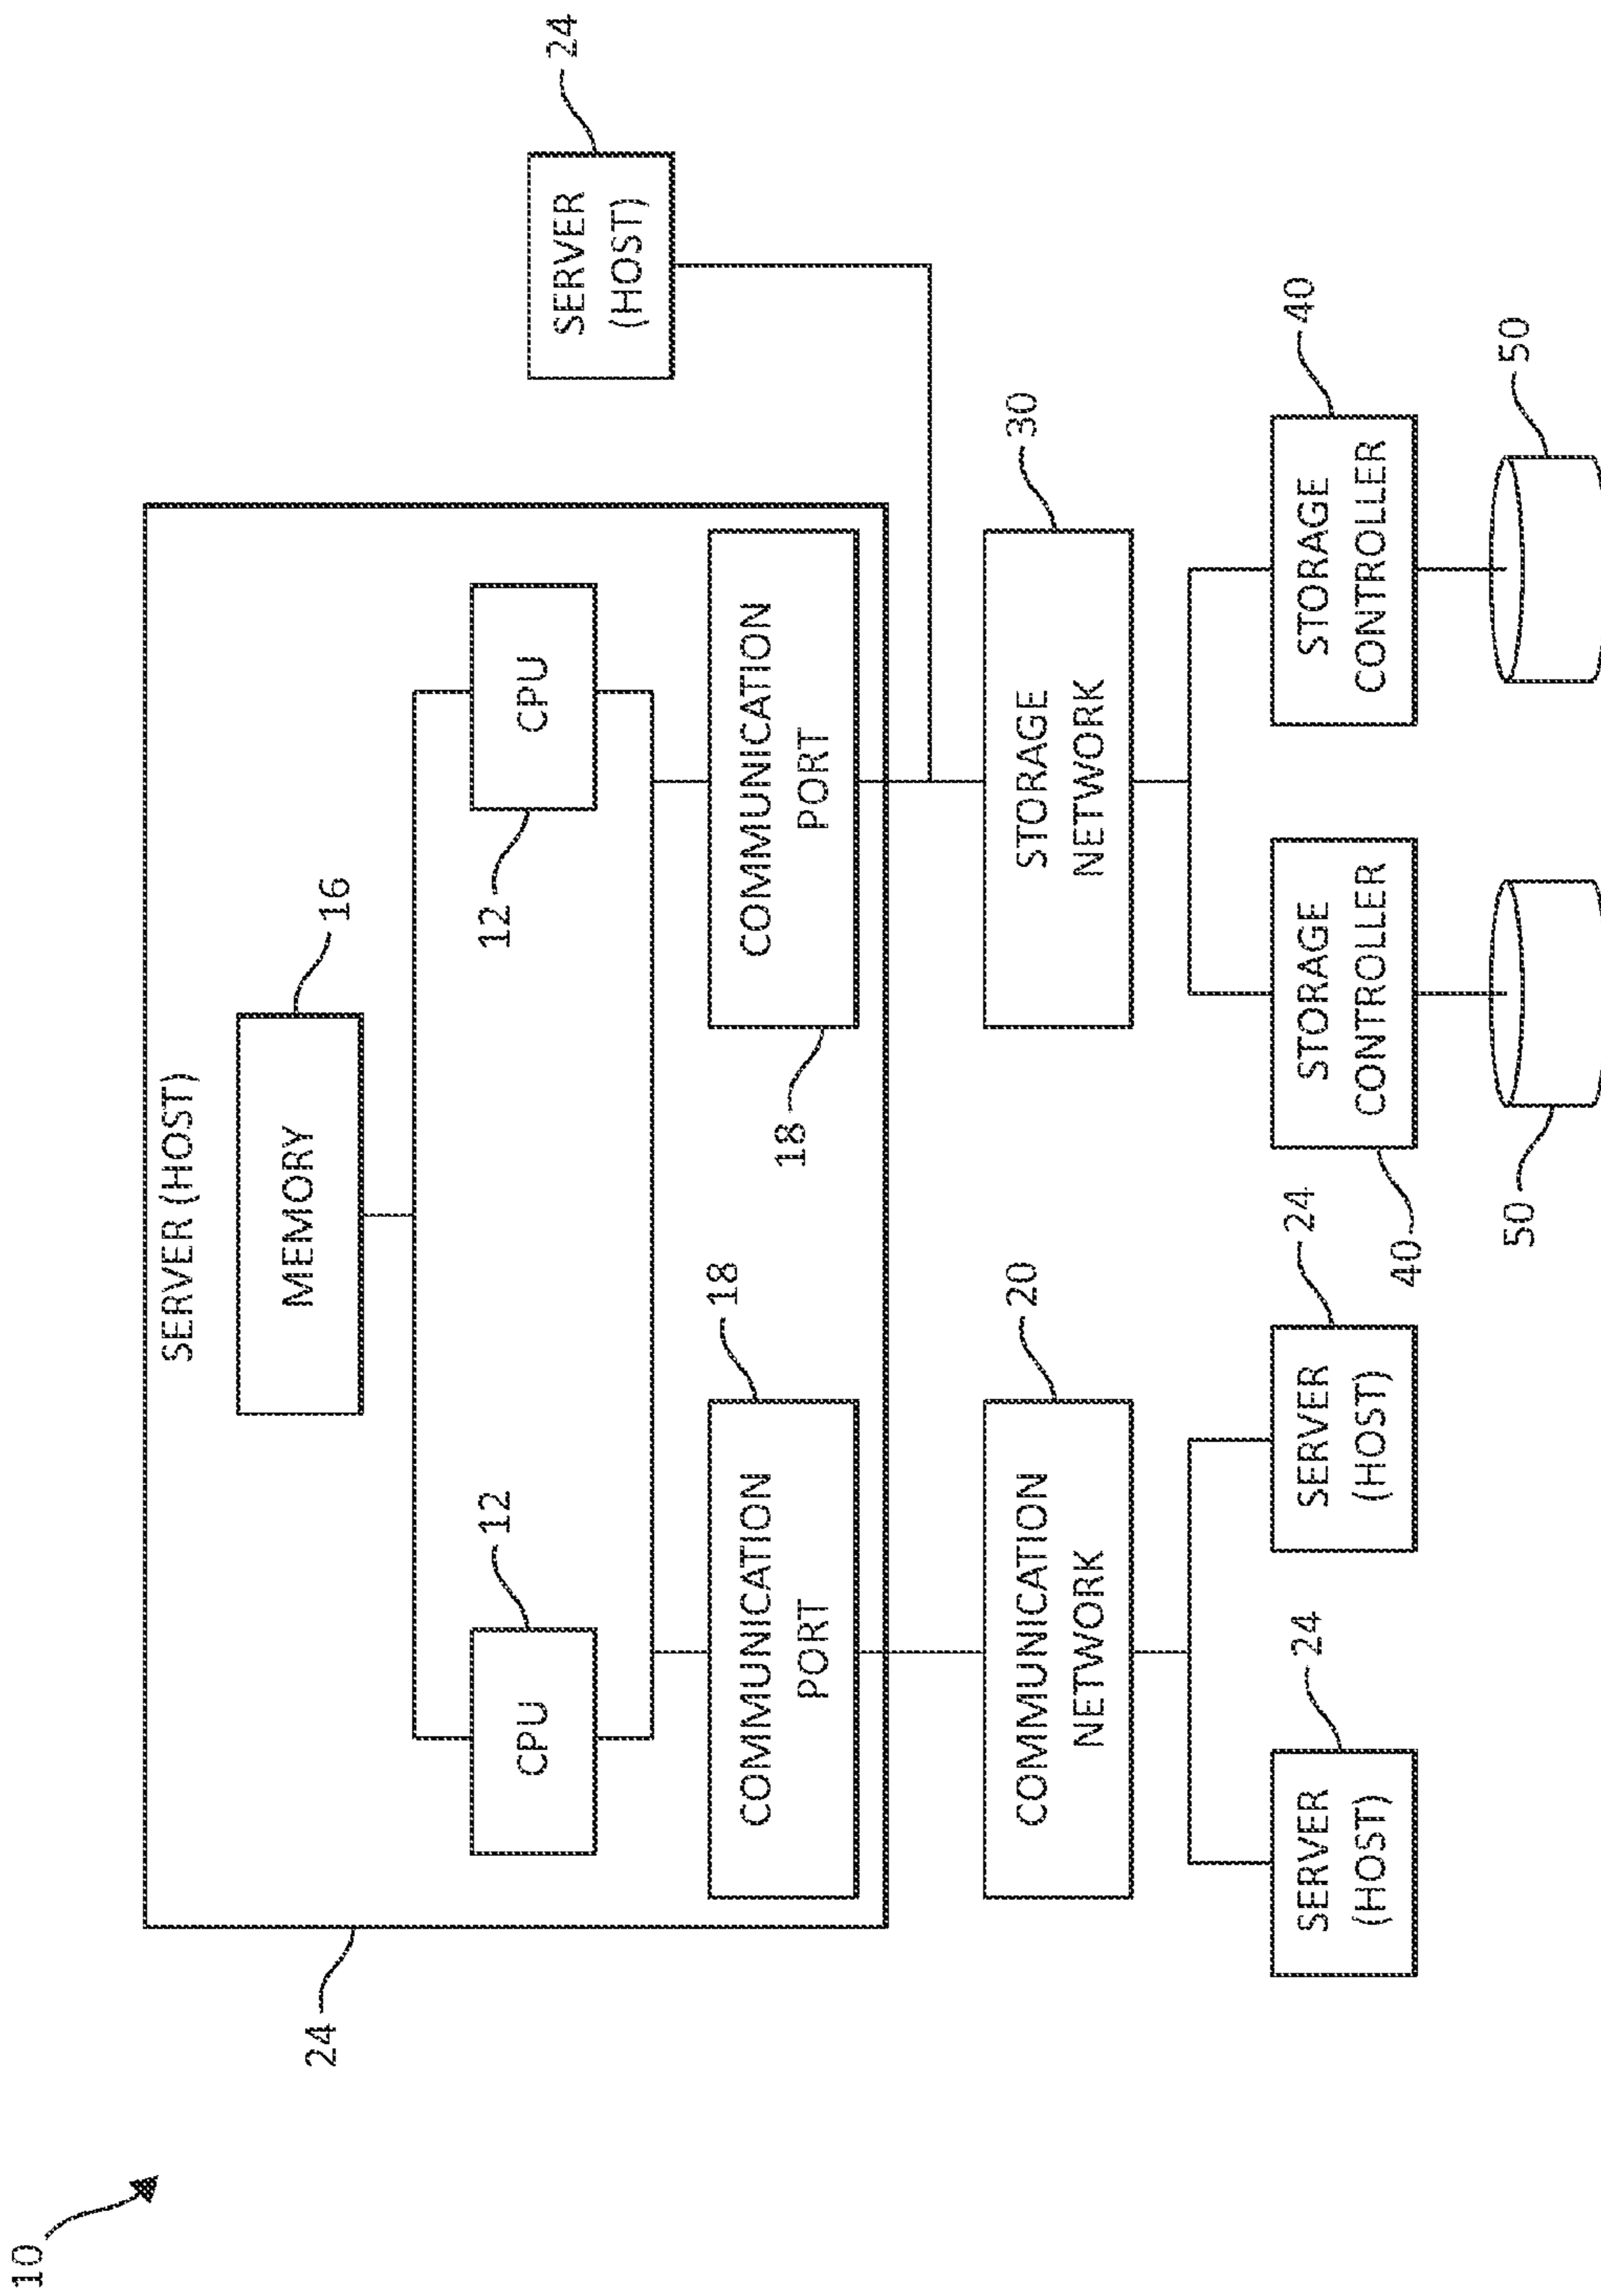 10
24
SERVER (HOST)
MEMORY
16
CPU
12
CPU
12
COMMUNICATION
PORT
18
COMMUNICATION
PORT
18
SERVER
(HOST)
24
COMMUNICATION
NETWORK
20
STORAGE
NETWORK
30
SERVER
(HOST)
24
SERVER
(HOST)
24
STORAGE
CONTROLLER
40
STORAGE
CONTROLLER
40
50
50